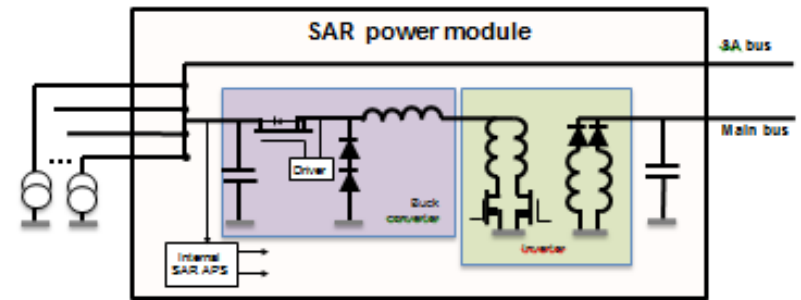 SAR power module
SA bus
Main bus
...
Driver
Buck
converter
Inverter
Internal
SAR APS